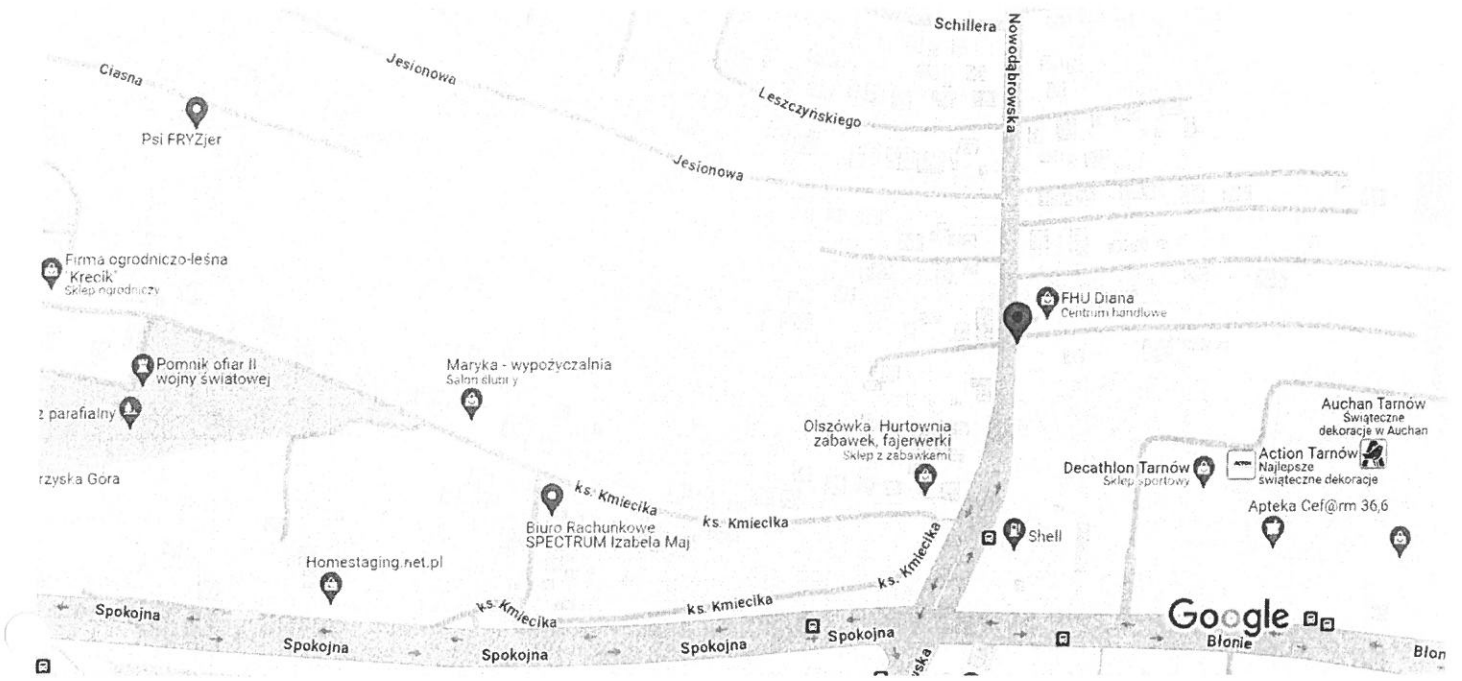 Schillera
Nowodąbrowska
Ciasna
Jesionowa
Leszczyńskiego
Psi FRYZjer
Jesionowa
Firma ogrodniczo-leśna
"Krecik"
Sklep ogrodniczy
FHU Diana
Centrum handlowe
Pomnik ofiar II
wojny światowej
Maryka - wypożyczalnia
Salon
z parafialny
Auchan Tarnów
Świąteczne
dekoracje w Auchan
Olszówka. Hurtownia
zabawek, fajerwerki
Sklep z zabawkami
Decathlon Tarnów
Sklep sportowy
ACTION
Action Tarnów
Najlepsze
świąteczne dekoracje
rzyska Góra
ks. Kmiecika
ks. Kmiecika
Biuro Rachunkowe
SPECTRUM Izabela Maj
Apteka Cef@rm 36,6
Shell
ks. Kmiecika
Homestaging.net.pl
ks. Kmiecika
ks. Kmiecika
Spokojna
Spokojna
Spokojna
Spokojna
Spokojna
Google
Błonie
Błon
wska